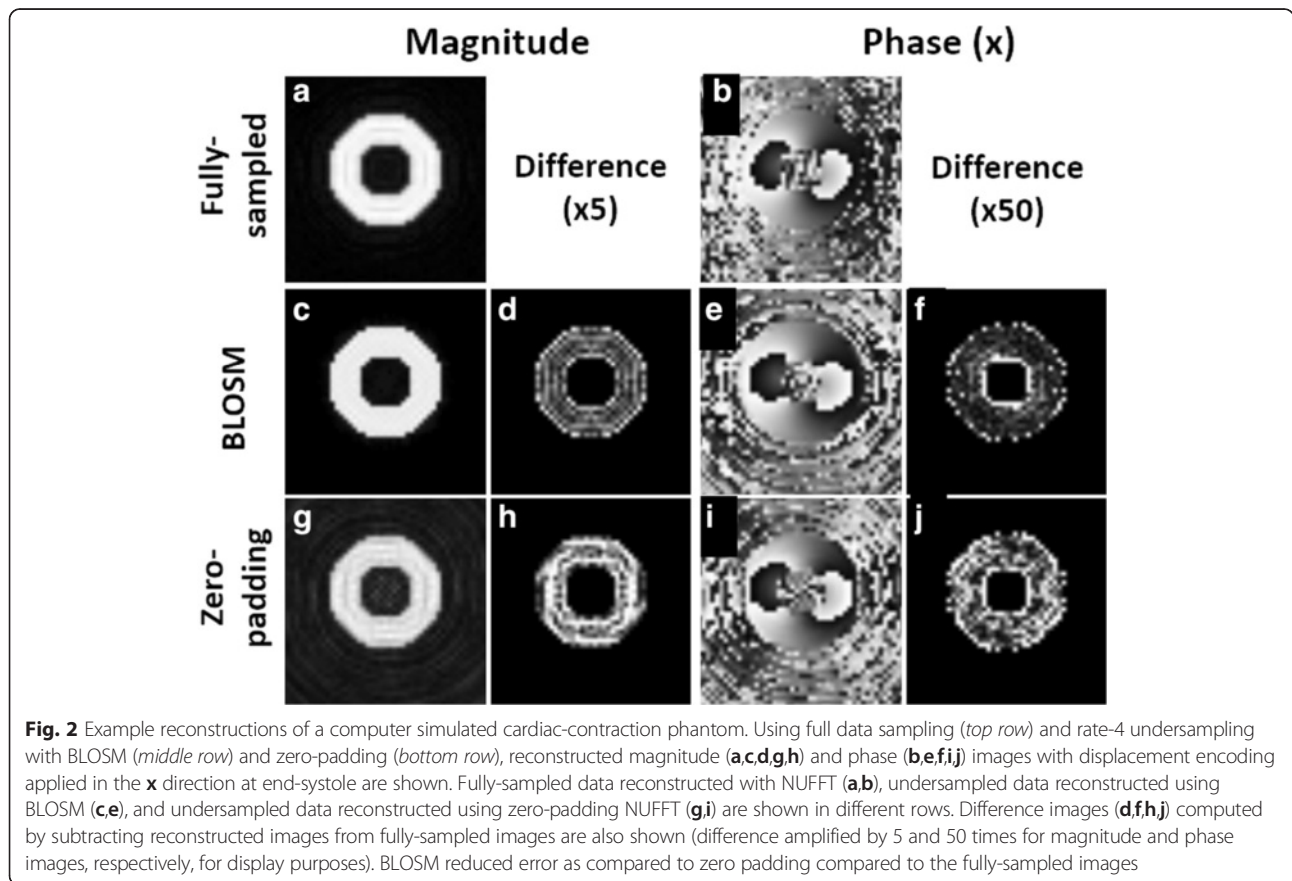 Magnitude Phase (x)
Fully-sampled
a
Difference (x5)
b
Difference (x50)
BLOSM
c
d
e
f
Zero-padding
g
h
i
j
Fig. 2 Example reconstructions of a computer simulated cardiac-contraction phantom. Using full data sampling (top row) and rate-4 undersampling
with BLOSM (middle row) and zero-padding (bottom row), reconstructed magnitude (a,c,d,g,h) and phase (b,e,f,i,j) images with displacement encoding
applied in the x direction at end-systole are shown. Fully-sampled data reconstructed with NUFFT (a,b), undersampled data reconstructed using
BLOSM (c,e), and undersampled data reconstructed using zero-padding NUFFT (g,i) are shown in different rows. Difference images (d,f,h,j) computed
by subtracting reconstructed images from fully-sampled images are also shown (difference amplified by 5 and 50 times for magnitude and phase
images, respectively, for display purposes). BLOSM reduced error as compared to zero padding compared to the fully-sampled images